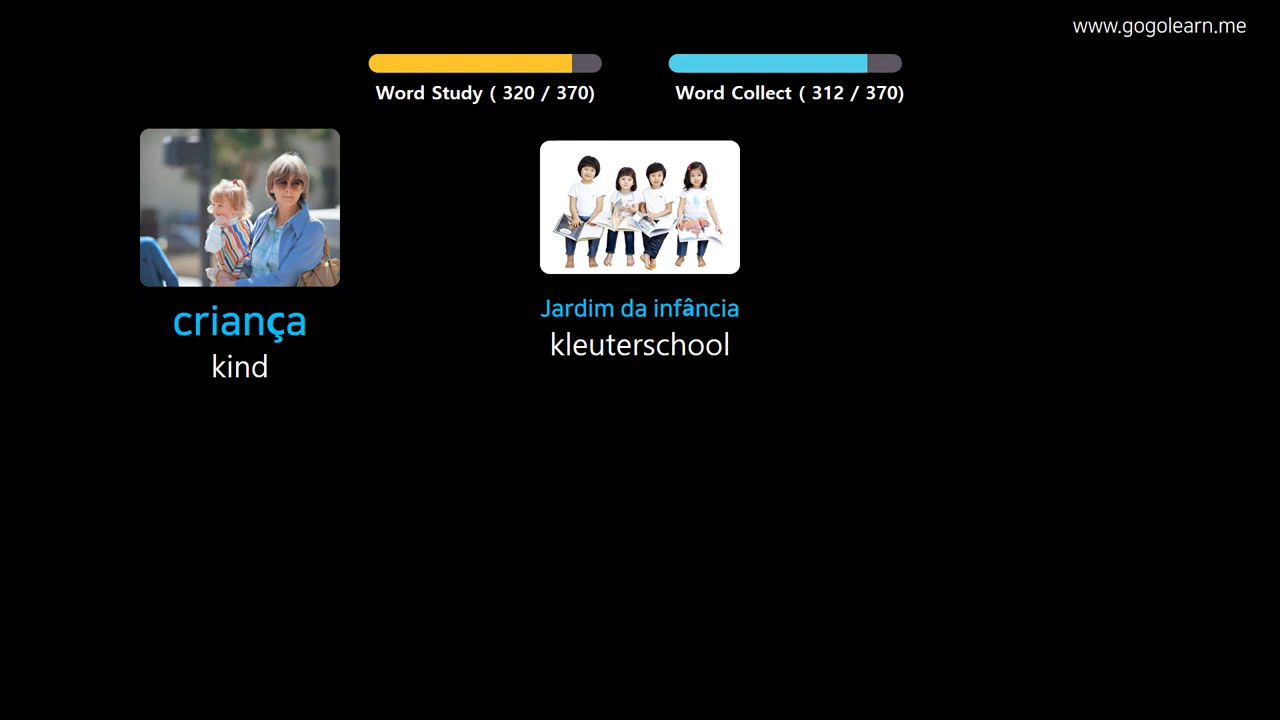 www.gogolearn.me
Word Study ( 320 / 370)
Word Collect ( 312 / 370)
criança
kind
Jardim da infância
kleuterschool